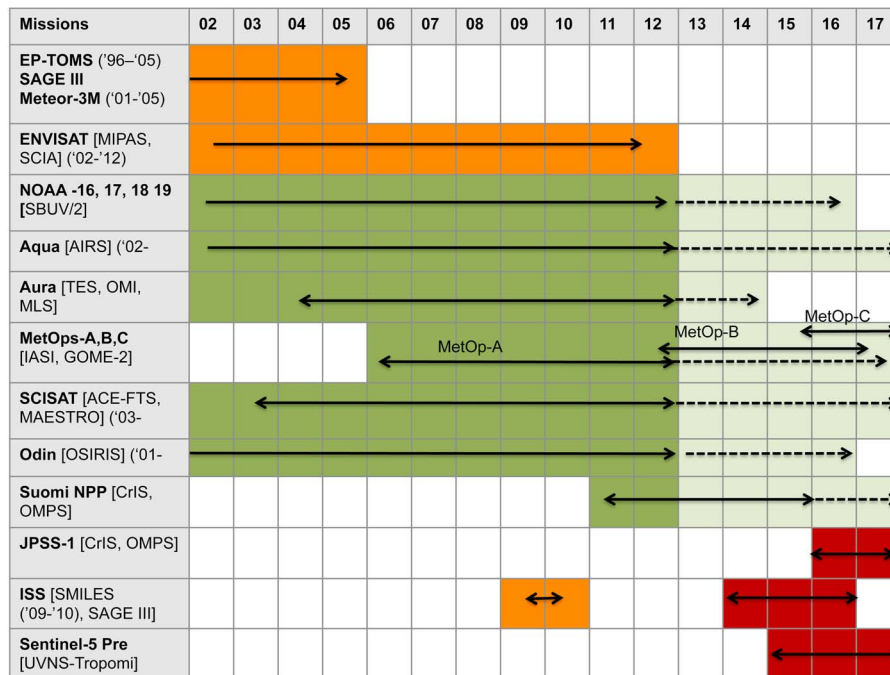 Missions 02 03 04 05 06 07 08 09 10 11 12 13 14 15 16 17
EP-TOMS ('96–'05)
SAGE III
Meteor-3M ('01-'05)
ENVISAT [MIPAS,
SCIA] ('02-'12)
NOAA -16, 17, 18 19
[SBUV/2]
Aqua [AIRS] ('02-
Aura [TES, OMI,
MLS]
MetOp-C
MetOps-A,B,C
MetOp-B
[IASI, GOME-2]
MetOp-A
SCISAT [ACE-FTS,
MAESTRO] ('03-
Odin [OSIRIS] ('01-
Suomi NPP [CrIS,
OMPS]
JPSS-1 [CrIS, OMPS]
ISS [SMILES
('09-'10), SAGE III]
Sentinel-5 Pre
[UVNS-Tropomi]